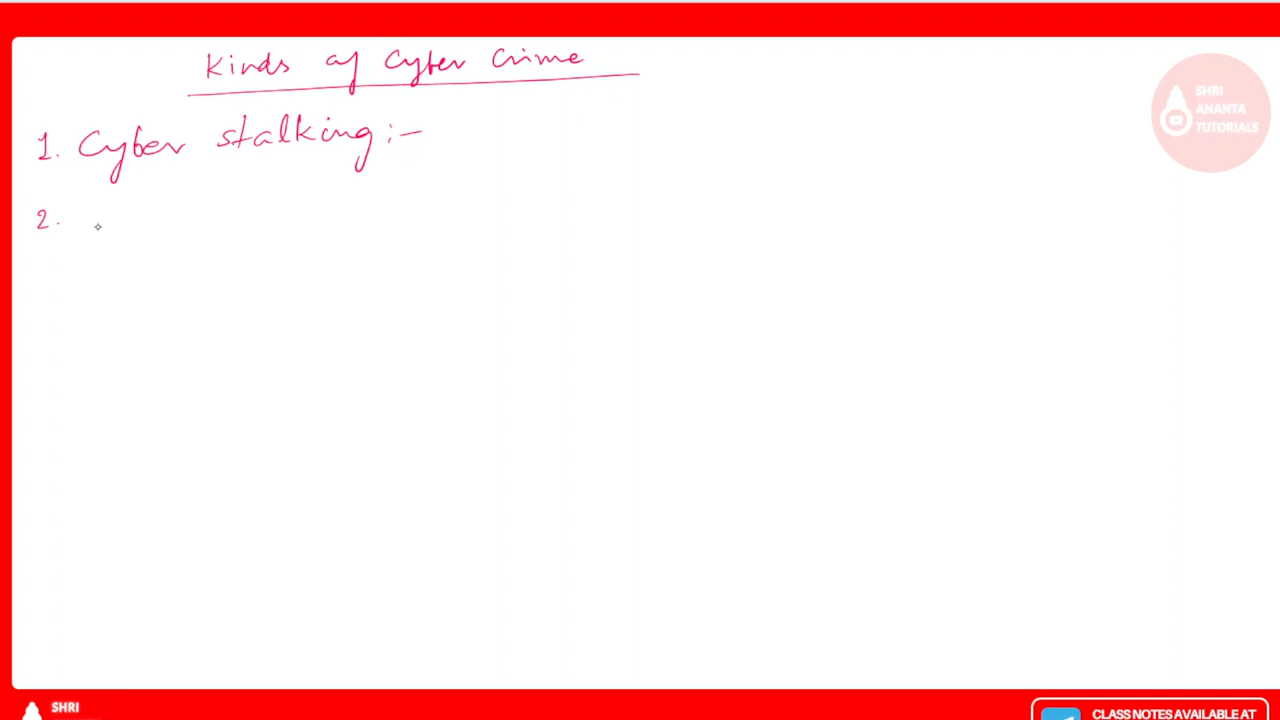 Kinds of Cyber Crime
SHRI
ANANTA
TUTORIALS
1. Cyber stalking :-
2.
SHRI
CLASS NOTES AVAILABLE AT